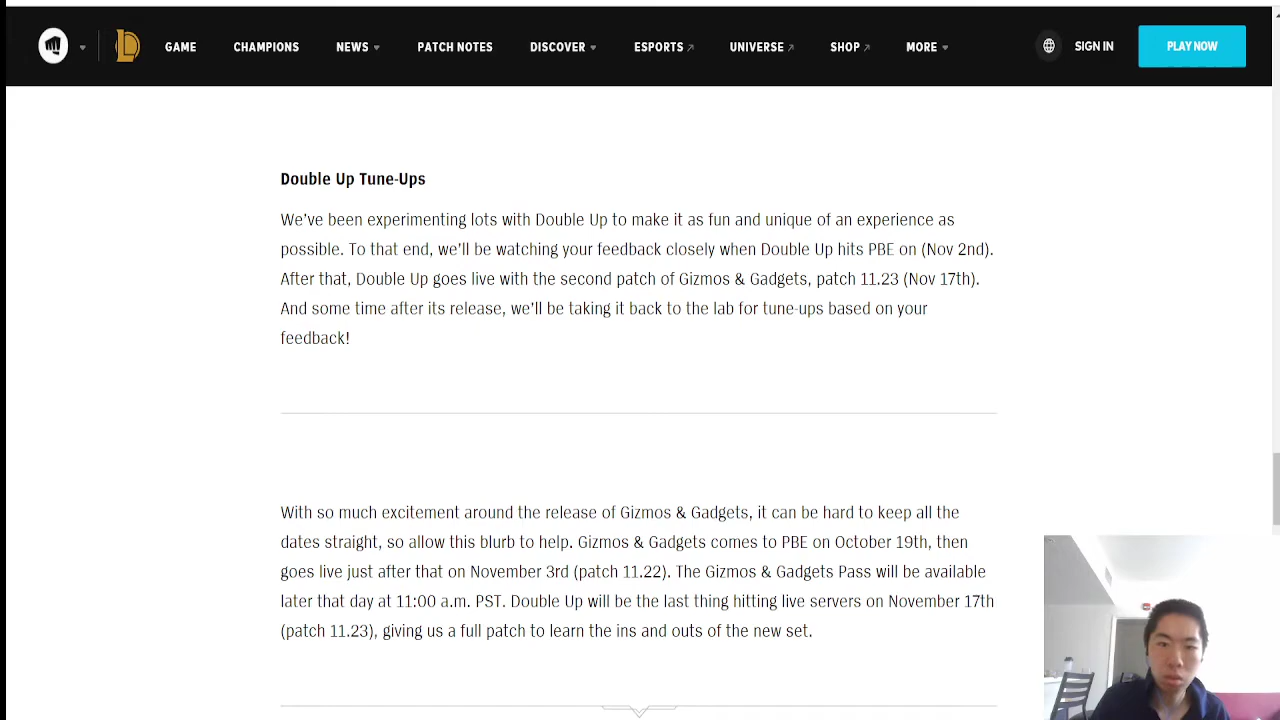 GAME CHAMPIONS NEWS PATCH NOTES DISCOVER ESPORTS UNIVERSE SHOP MORE SIGN IN PLAY NOW
Double Up Tune-Ups
We've been experimenting lots with Double Up to make it as fun and unique of an experience as
possible. To that end, we'll be watching your feedback closely when Double Up hits PBE on (Nov 2nd).
After that, Double Up goes live with the second patch of Gizmos & Gadgets, patch 11.23 (Nov 17th).
And some time after its release, we'll be taking it back to the lab for tune-ups based on your
feedback!
With so much excitement around the release of Gizmos & Gadgets, it can be hard to keep all the
dates straight, so allow this blurb to help. Gizmos & Gadgets comes to PBE on October 19th, then
goes live just after that on November 3rd (patch 11.22). The Gizmos & Gadgets Pass will be available
later that day at 11:00 a.m. PST. Double Up will be the last thing hitting live servers on November 17th
(patch 11.23), giving us a full patch to learn the ins and outs of the new set.